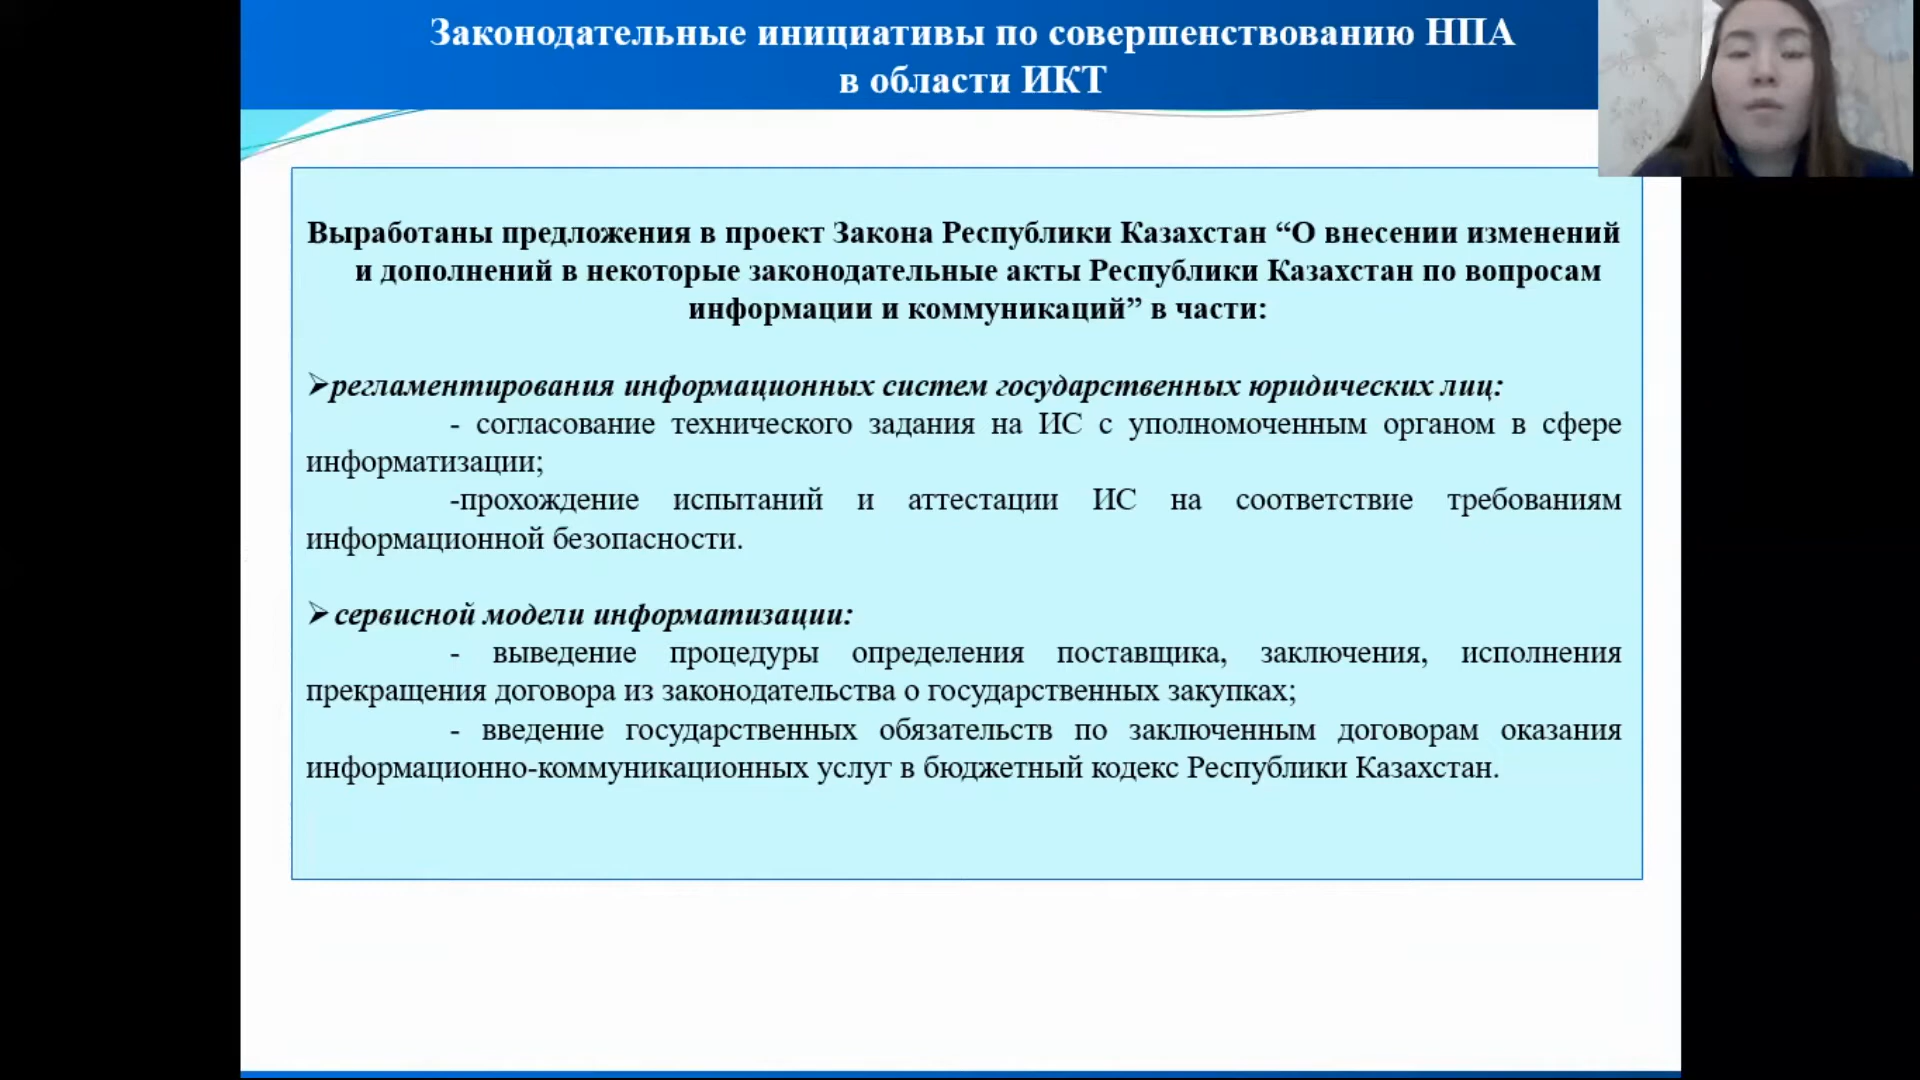 Законодательные инициативы по совершенствованию НПА
в области ИКТ
Выработаны предложения в проект Закона Республики Казахстан “О внесении изменений
и дополнений в некоторые законодательные акты Республики Казахстан по вопросам
информации и коммуникаций” в части:
➢регламентирования информационных систем государственных юридических лиц:
- согласование технического задания на ИС с уполномоченным органом в сфере
информатизации;
-прохождение испытаний и аттестации ИС на соответствие требованиям
информационной безопасности.
➢ сервисной модели информатизации:
- выведение процедуры определения поставщика, заключения, исполнения
прекращения договора из законодательства о государственных закупках;
- введение государственных обязательств по заключенным договорам оказания
информационно-коммуникационных услуг в бюджетный кодекс Республики Казахстан.